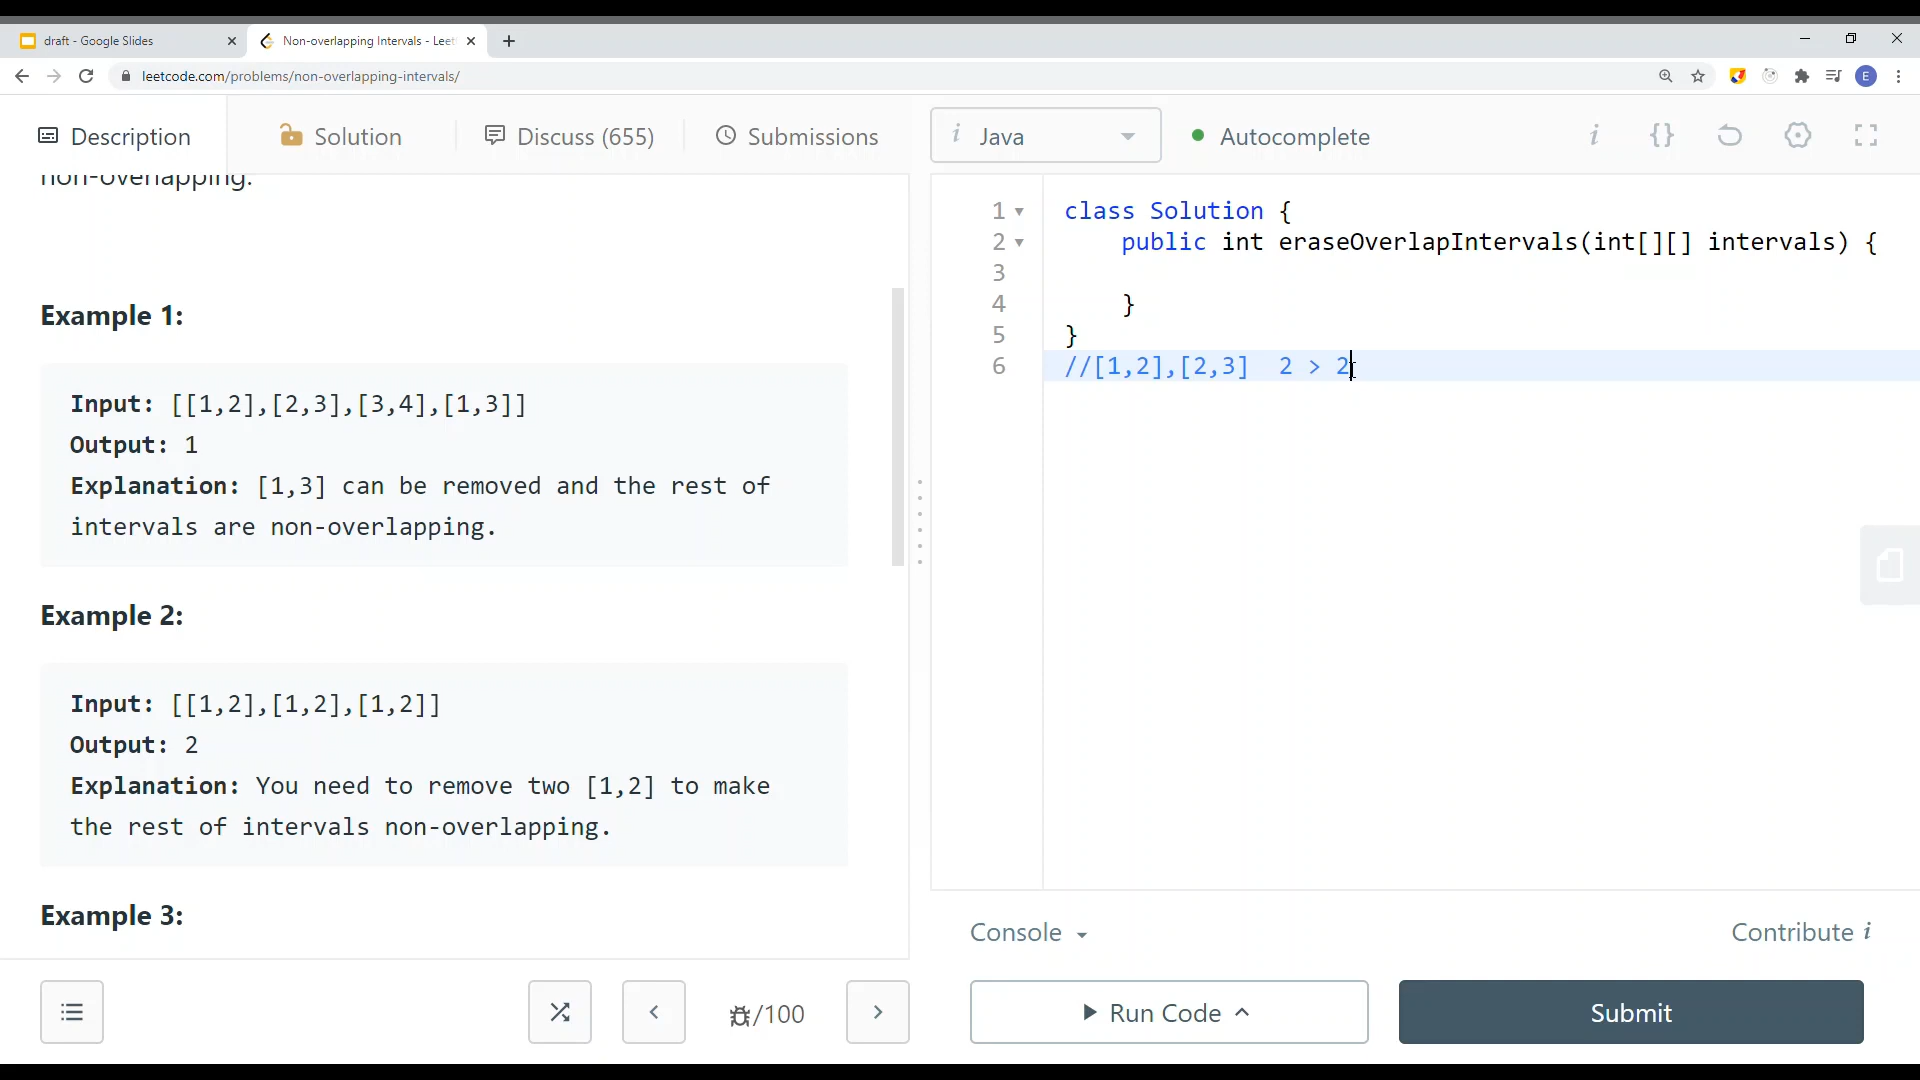 draft - Google Slides
Non-overlapping Intervals - Leet
leetcode.com/problems/non-overlapping-intervals/
E
Description
Solution
Discuss (655)
Submissions
i Java
Autocomplete
i {}
non-overlapping.
Example 1:
Input: [[1,2],[2,3],[3,4],[1,3]]
Output: 1
Explanation: [1,3] can be removed and the rest of
intervals are non-overlapping.
Example 2:
Input: [[1,2],[1,2],[1,2]]
Output: 2
Explanation: You need to remove two [1,2] to make
the rest of intervals non-overlapping.
Example 3:
/100
1 class Solution {
2 public int eraseOverlapIntervals(int[][] intervals) {
3
4 }
5 }
6 //[1,2],[2,3]  2 > 2
Console
Contribute i
Run Code
Submit